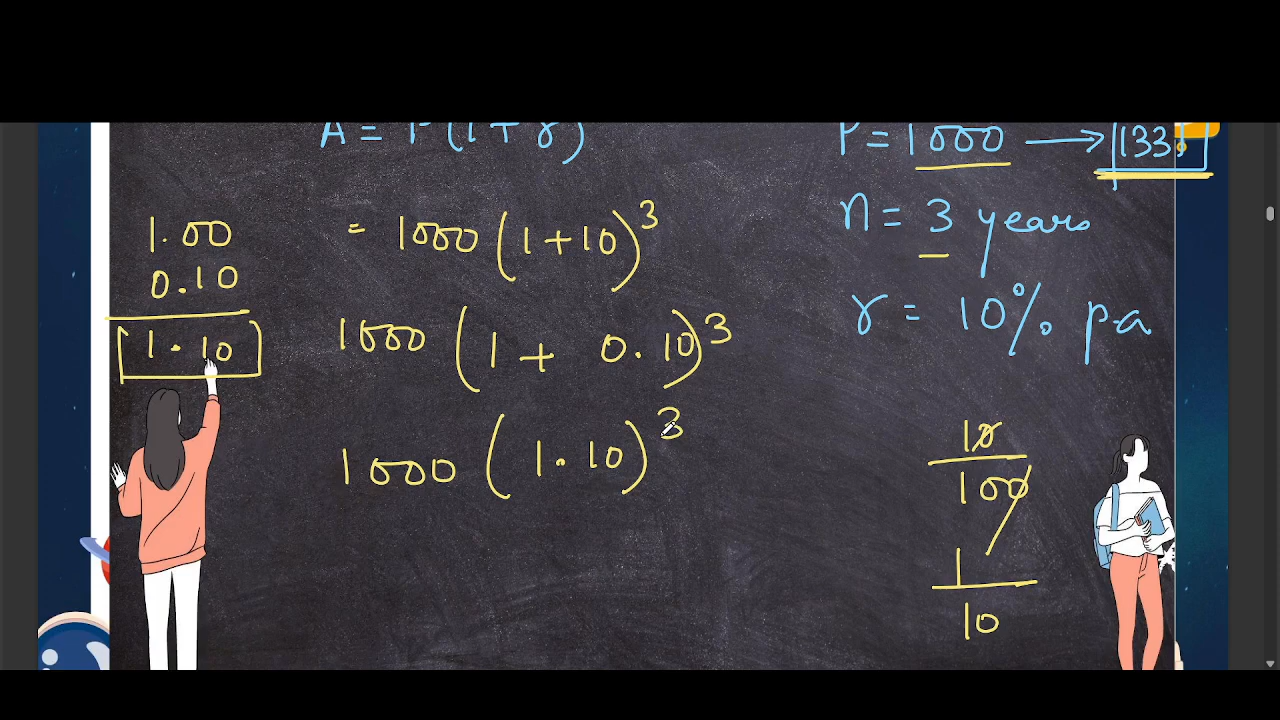 A = P (1 + r)
P = 1000 → 1331
n = 3 years
r = 10% p.a
1.00
0.10
1.10
= 1000 (1 + 10)³
1000 (1 + 0.10)³
1000 (1.10)³
10
100
1
10